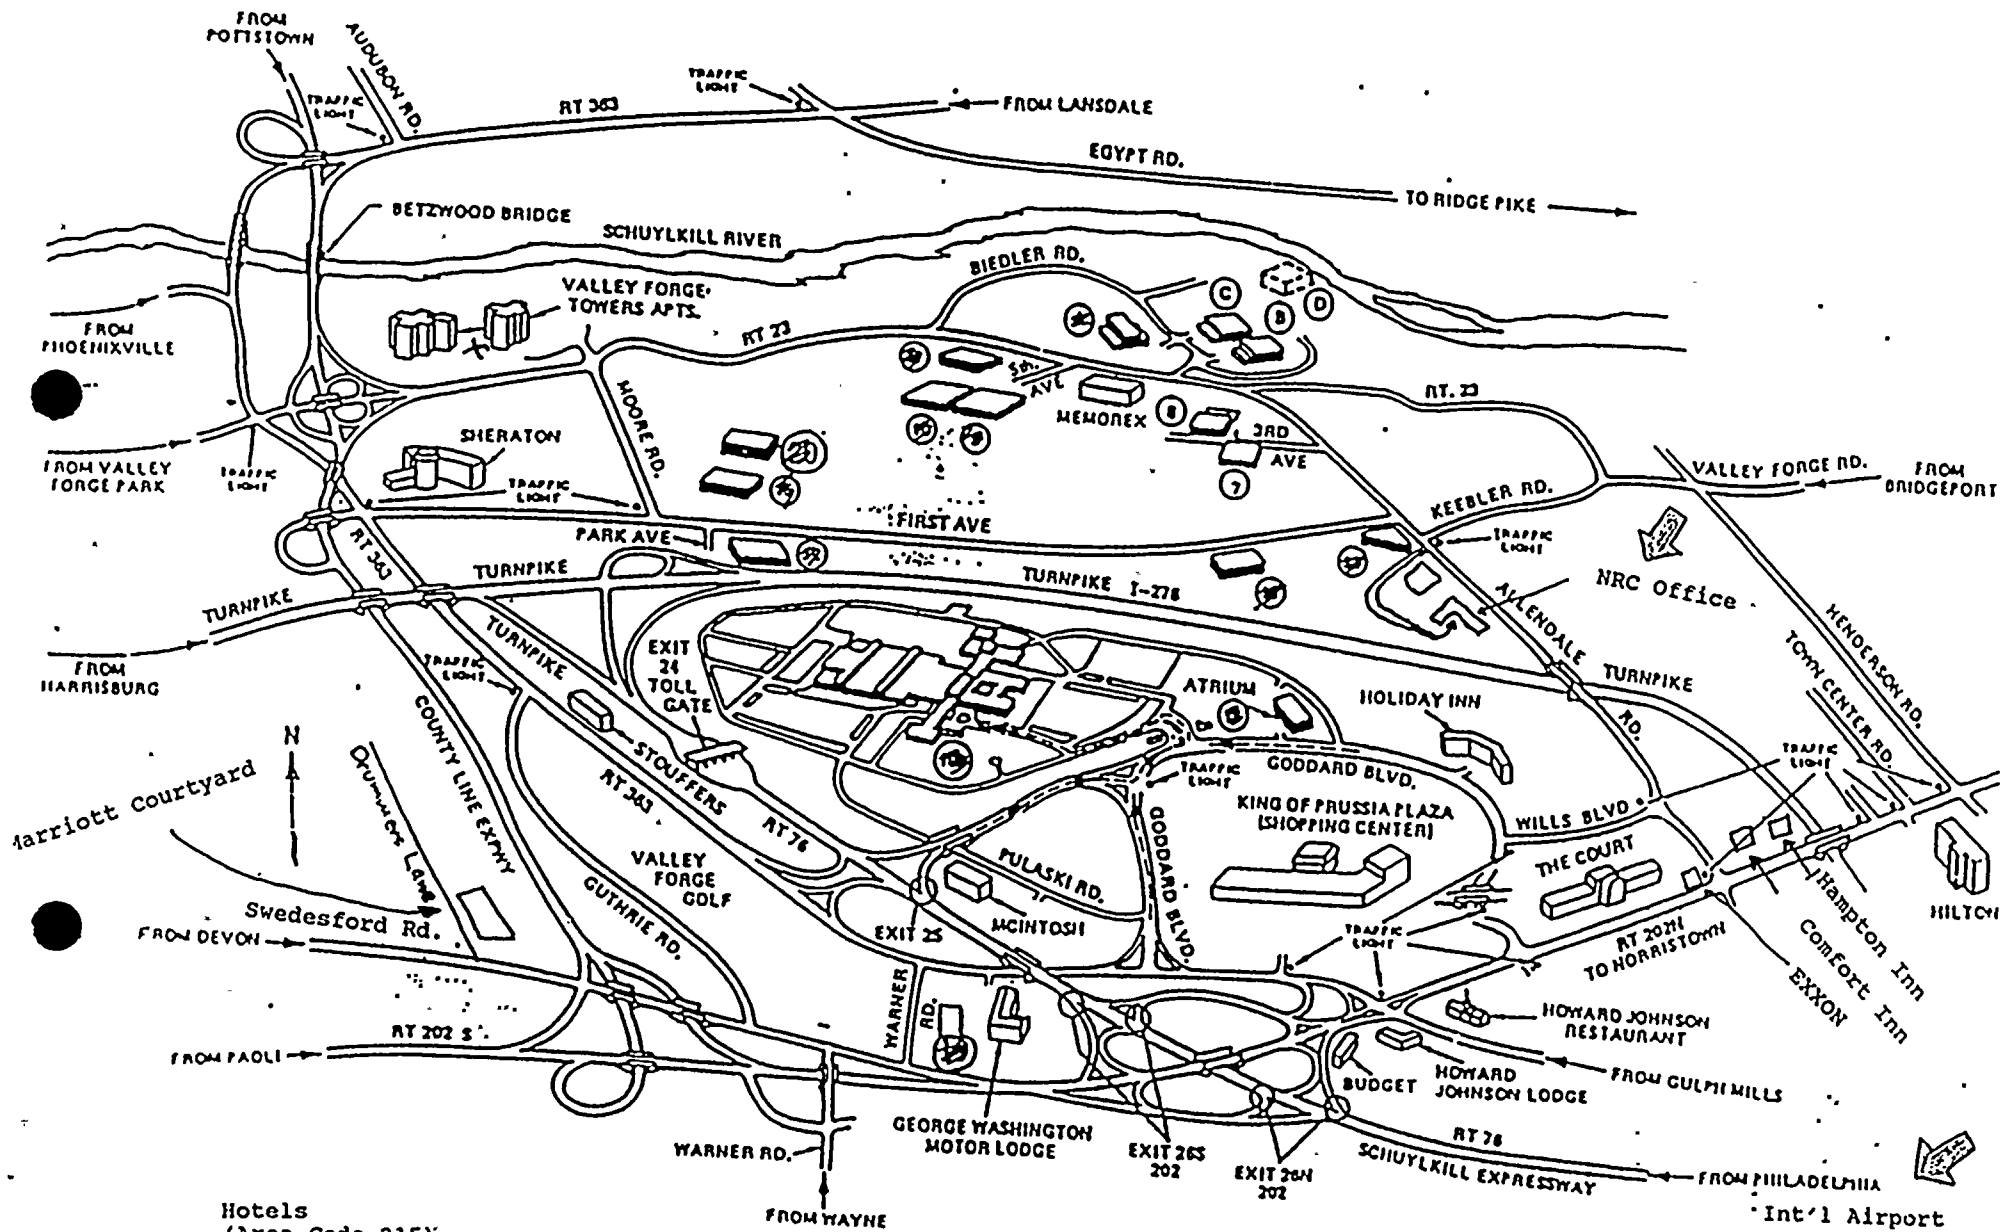 FROM
POTTSTOWN
AUDUBON RD.
TRAFFIC
LIGHT
RT 363
TRAFFIC
LIGHT
FROM LANSDALE
EGYPT RD.
TO RIDGE PIKE
BETZWOOD BRIDGE
SCHUYLKILL RIVER
BIEDLER RD.
VALLEY FORGE
TOWERS APTS.
C
B
D
FROM
PHOENIXVILLE
RT 23
5th.
AVE
MEMOREX
8
3RD
AVE
7
RT. 23
MOORE RD.
SHERATON
FROM VALLEY
FORGE PARK
TRAFFIC
LIGHT
TRAFFIC
LIGHT
VALLEY FORGE RD.
FROM
BRIDGEPORT
KEEBLER RD.
FIRST AVE
PARK AVE
TRAFFIC
LIGHT
NRC Office
RT 363
TURNPIKE
TURNPIKE
TURNPIKE I-276
ALLENDALE
RD.
TURNPIKE
HENDERSON RD.
TOWN CENTER RD.
FROM
HARRISBURG
TURNPIKE
TRAFFIC
LIGHT
EXIT
24
TOLL
GATE
ATRIUM
HOLIDAY INN
COUNTY LINE EXPWY
STOUFFERS
RT 363
RT 76
TRAFFIC
LIGHT
GODDARD BLVD.
TRAFFIC
LIGHT
N
Marriott Courtyard
Drummers Lane
KING OF PRUSSIA PLAZA
(SHOPPING CENTER)
WILLS BLVD
THE COURT
GODDARD BLVD.
PULASKI RD.
VALLEY
FORGE
GOLF
GUTHRIE RD.
Swedesford Rd.
FROM DEVON
EXIT 25
MCINTOSH
TRAFFIC
LIGHT
RT 202N
TO NORRISTOWN
Hampton Inn
Comfort Inn
EXXON
HILTON
WARNER
RD.
RT 202 S
FROM PAOLI
HOWARD JOHNSON
RESTAURANT
BUDGET
HOWARD
JOHNSON LODGE
FROM GULPH MILLS
GEORGE WASHINGTON
MOTOR LODGE
EXIT 26S
202
EXIT 26N
202
RT 76
SCHUYLKILL EXPRESSWAY
FROM PHILADELPHIA
Int'l Airport
WARNER RD.
FROM WAYNE
Hotels
(Area Code 215)